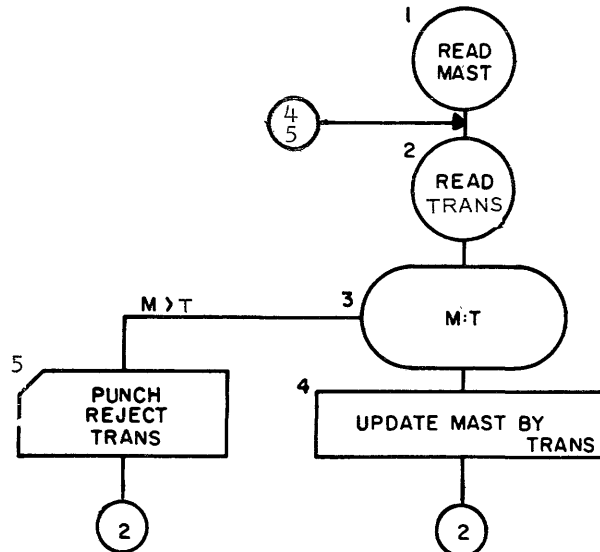 1
READ
MAST
4
5
2
READ
TRANS
3
M:T
M>T
5
PUNCH
REJECT
TRANS
4
UPDATE MAST BY
TRANS
2
2